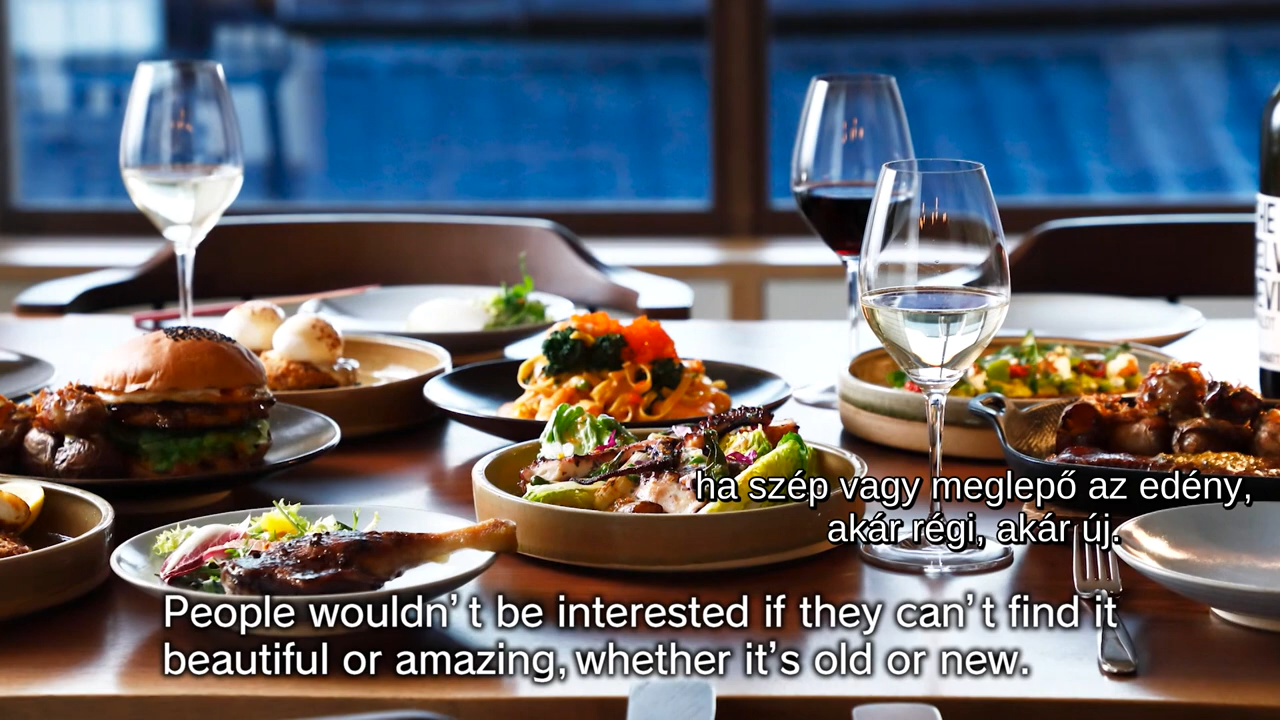 ha szép vagy meglepő az edény,
akár régi, akár új.
People wouldn't be interested if they can't find it
beautiful or amazing, whether it's old or new.